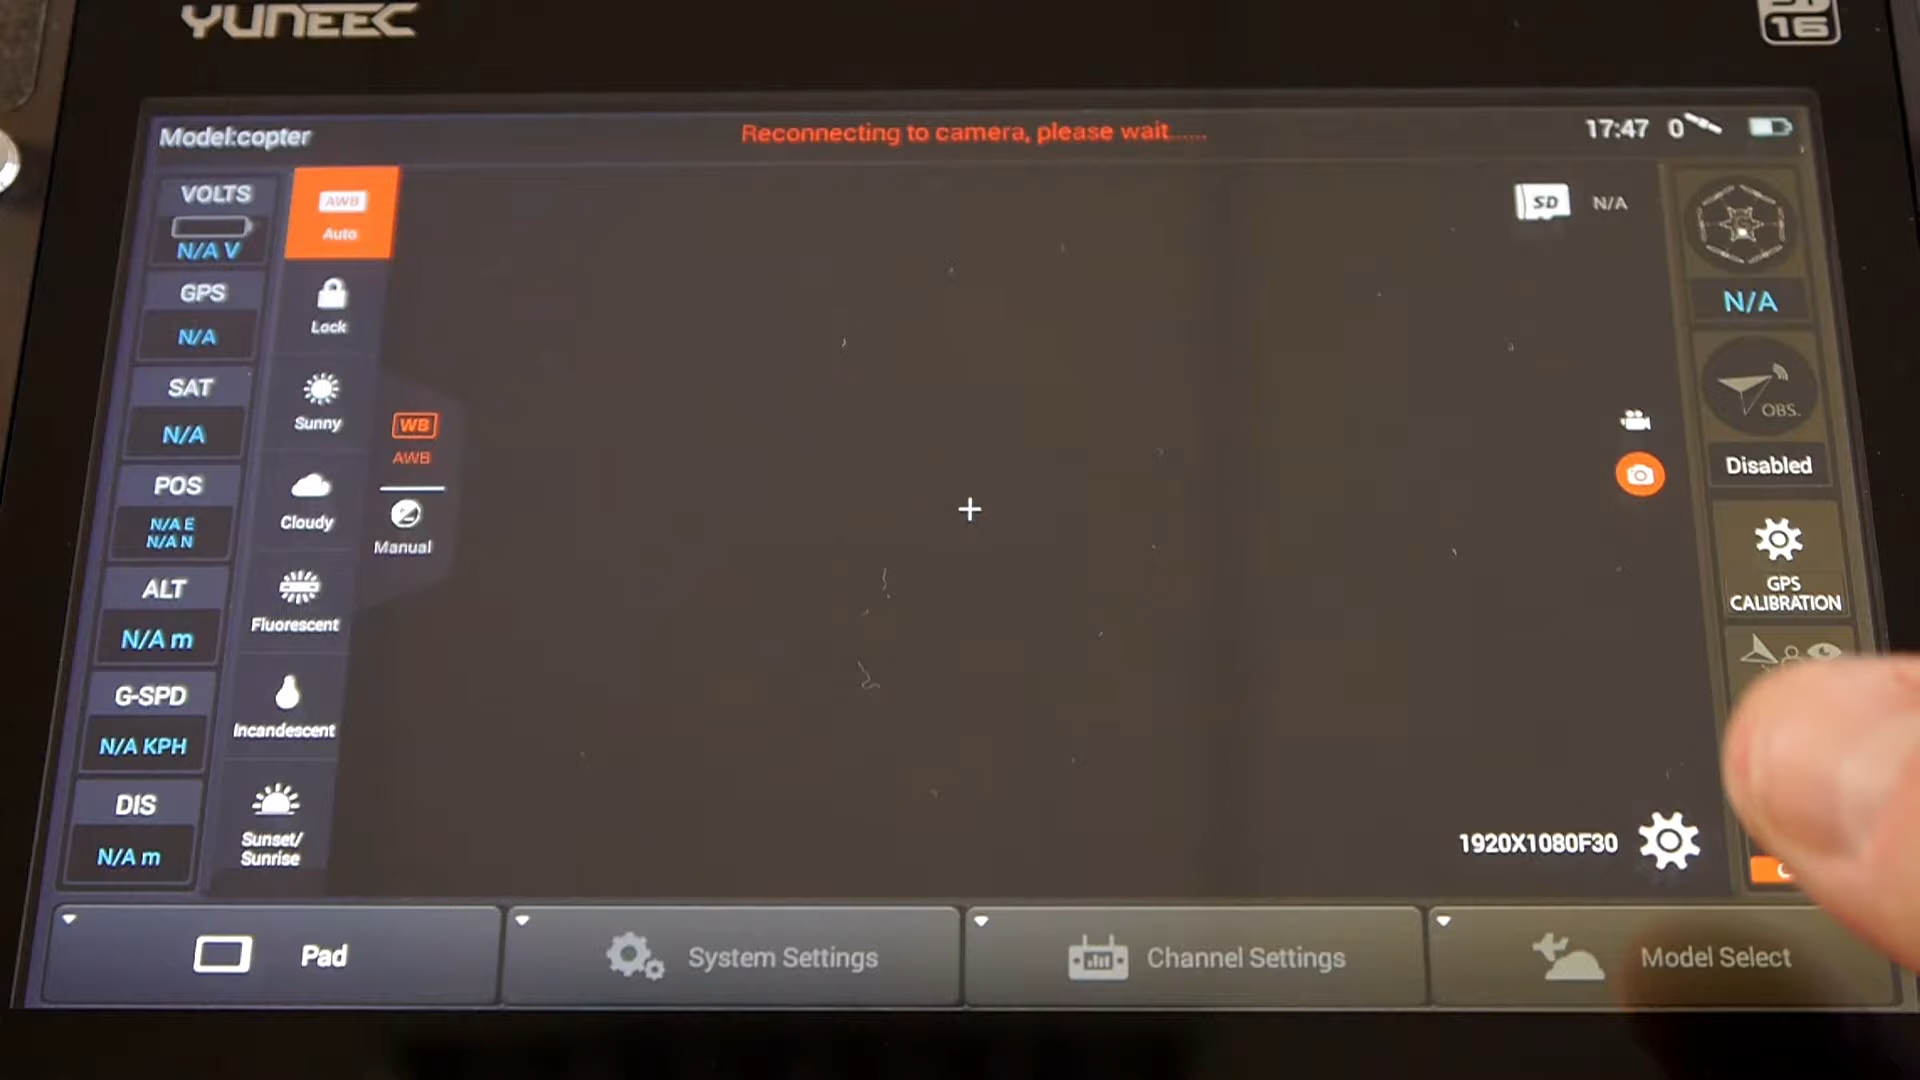 YUNEEC
16
Model:copter
Reconnecting to camera, please wait......
17:47
0
VOLTS
N/A V
GPS
N/A
SAT
N/A
POS
N/A E
N/A N
ALT
N/A m
G-SPD
N/A KPH
DIS
N/A m
AWB
Auto
Lock
Sunny
Cloudy
Fluorescent
Incandescent
Sunset/
Sunrise
WB
AWB
Manual
SD
N/A
1920X1080F30
N/A
OBS.
Disabled
GPS
CALIBRATION
Pad
System Settings
Channel Settings
Model Select